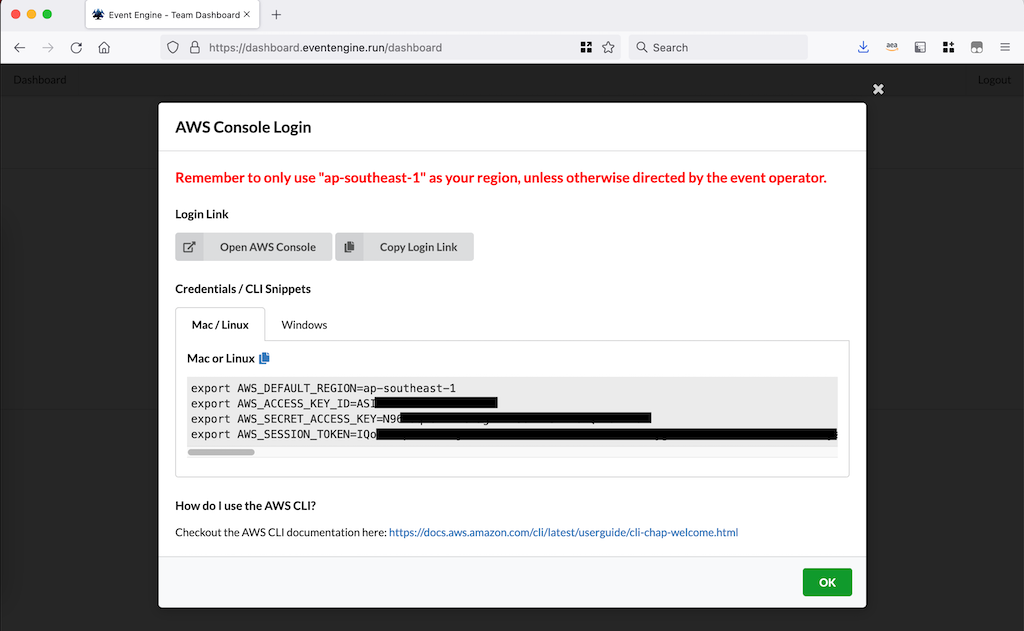 Event Engine - Team Dashboard
https://dashboard.eventengine.run/dashboard
Search
aea
Dashboard
Logout
AWS Console Login
Remember to only use "ap-southeast-1" as your region, unless otherwise directed by the event operator.
Login Link
Open AWS Console
Copy Login Link
Credentials / CLI Snippets
Mac / Linux
Windows
Mac or Linux
export AWS_DEFAULT_REGION=ap-southeast-1
export AWS_ACCESS_KEY_ID=ASI
export AWS_SECRET_ACCESS_KEY=N96
export AWS_SESSION_TOKEN=IQo
How do I use the AWS CLI?
Checkout the AWS CLI documentation here: https://docs.aws.amazon.com/cli/latest/userguide/cli-chap-welcome.html
OK